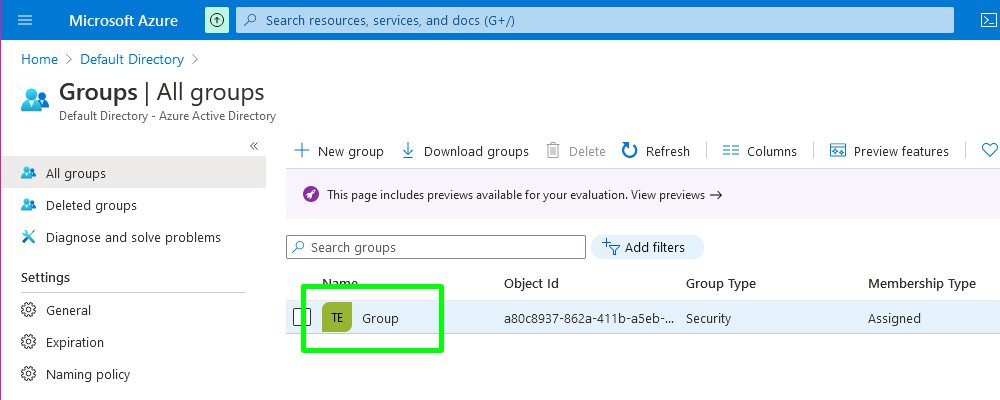 Microsoft Azure
Search resources, services, and docs (G+/)
Home > Default Directory >
Groups | All groups
Default Directory - Azure Active Directory
«
All groups
Deleted groups
Diagnose and solve problems
Settings
General
Expiration
Naming policy
+ New group Download groups Delete Refresh Columns Preview features
This page includes previews available for your evaluation. View previews →
Search groups Add filters
Name Object Id Group Type Membership Type
TE Group a80c8937-862a-411b-a5eb-... Security Assigned